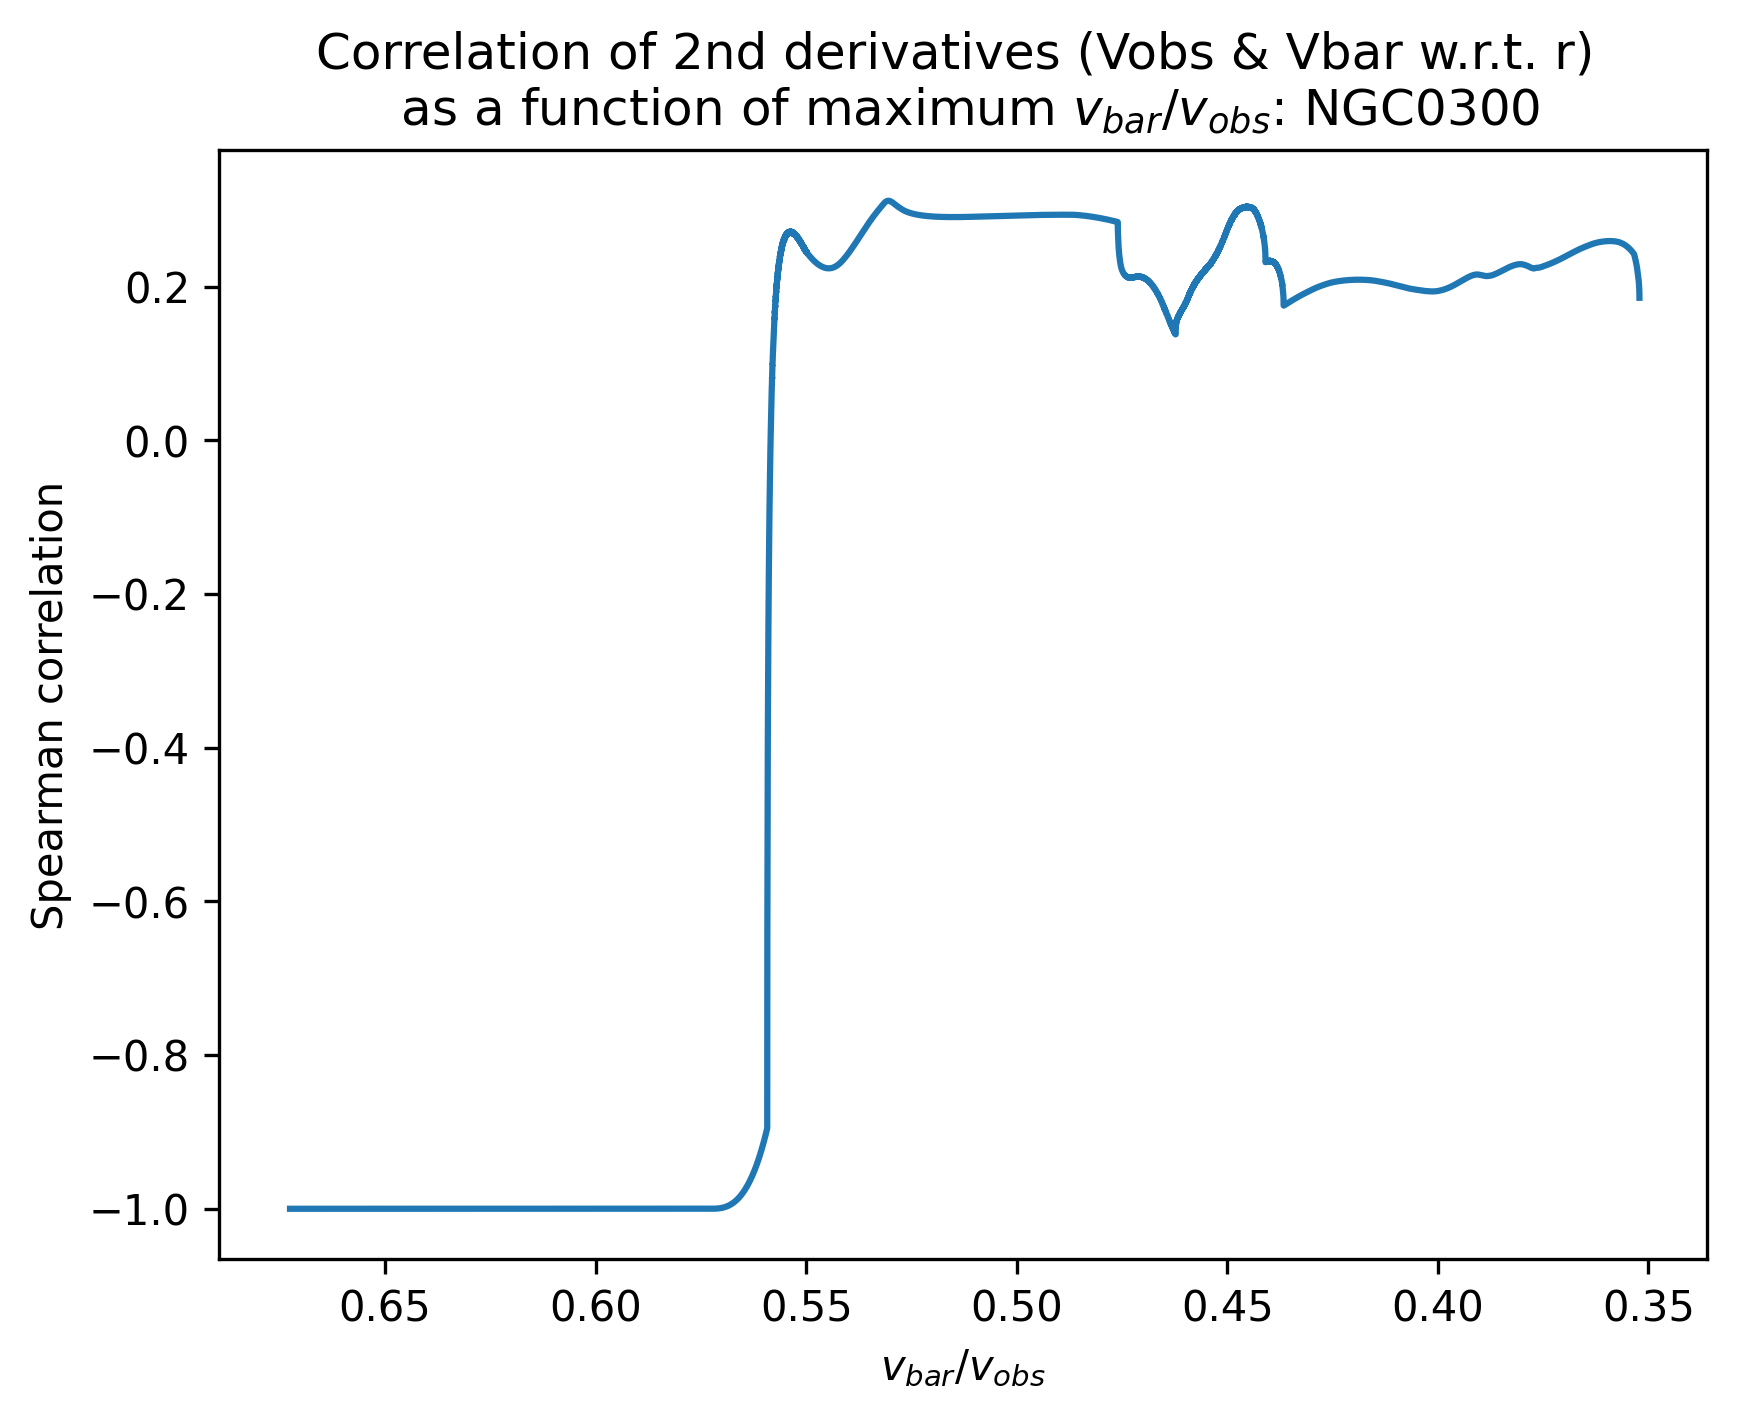 Correlation of 2nd derivatives (Vobs & Vbar w.r.t. r)
as a function of maximum v_bar/v_obs: NGC0300
Spearman correlation
0.2
0.0
−0.2
−0.4
−0.6
−0.8
−1.0
0.65 0.60 0.55 0.50 0.45 0.40 0.35
v_bar/v_obs